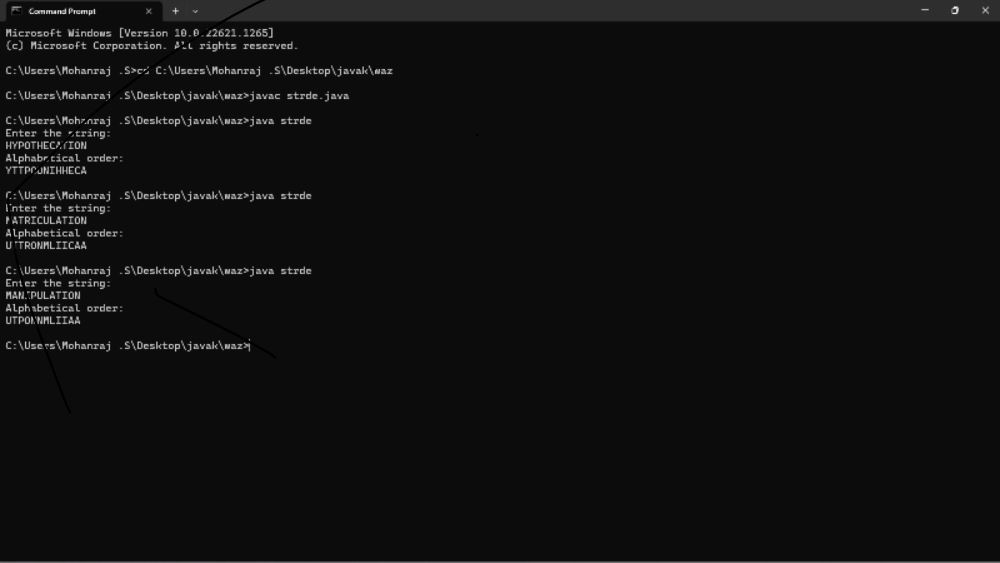 Command Prompt
Microsoft Windows [Version 10.0.22621.1265]
(c) Microsoft Corporation. All rights reserved.
C:\Users\Mohanraj .S>cd C:\Users\Mohanraj .S\Desktop\javak\waz
C:\Users\Mohanraj .S\Desktop\javak\waz>javac strde.java
C:\Users\Mohanraj .S\Desktop\javak\waz>java strde
Enter the string:
HYPOTHECATION
Alphabetical order:
YTTPOONIHHECA
C:\Users\Mohanraj .S\Desktop\javak\waz>java strde
Enter the string:
MATRICULATION
Alphabetical order:
UTTRONMLIICAA
C:\Users\Mohanraj .S\Desktop\javak\waz>java strde
Enter the string:
MANIPULATION
Alphabetical order:
UTPONNMLIIAA
C:\Users\Mohanraj .S\Desktop\javak\waz>